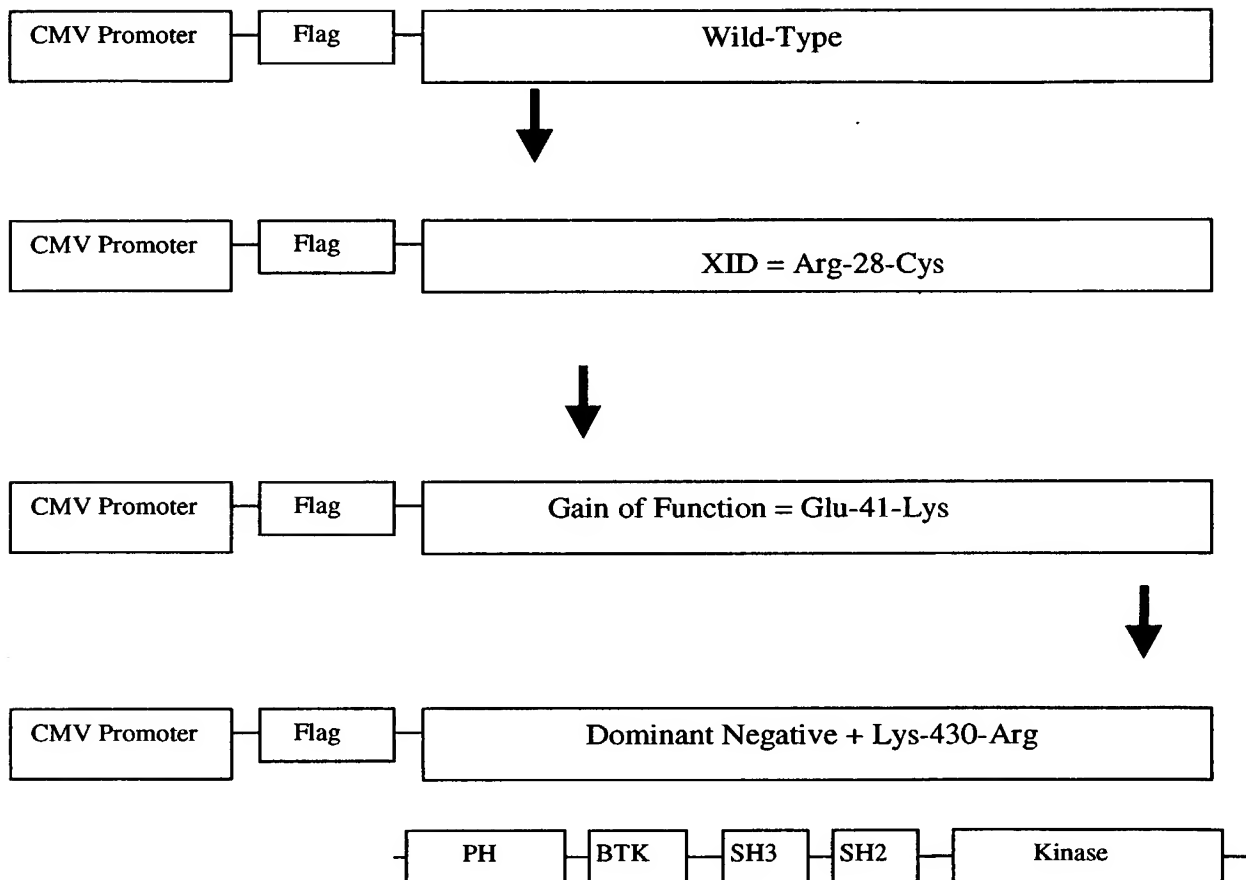 CMV Promoter Flag Wild-Type
CMV Promoter Flag XID = Arg-28-Cys
CMV Promoter Flag Gain of Function = Glu-41-Lys
CMV Promoter Flag Dominant Negative + Lys-430-Arg
PH BTK SH3 SH2 Kinase